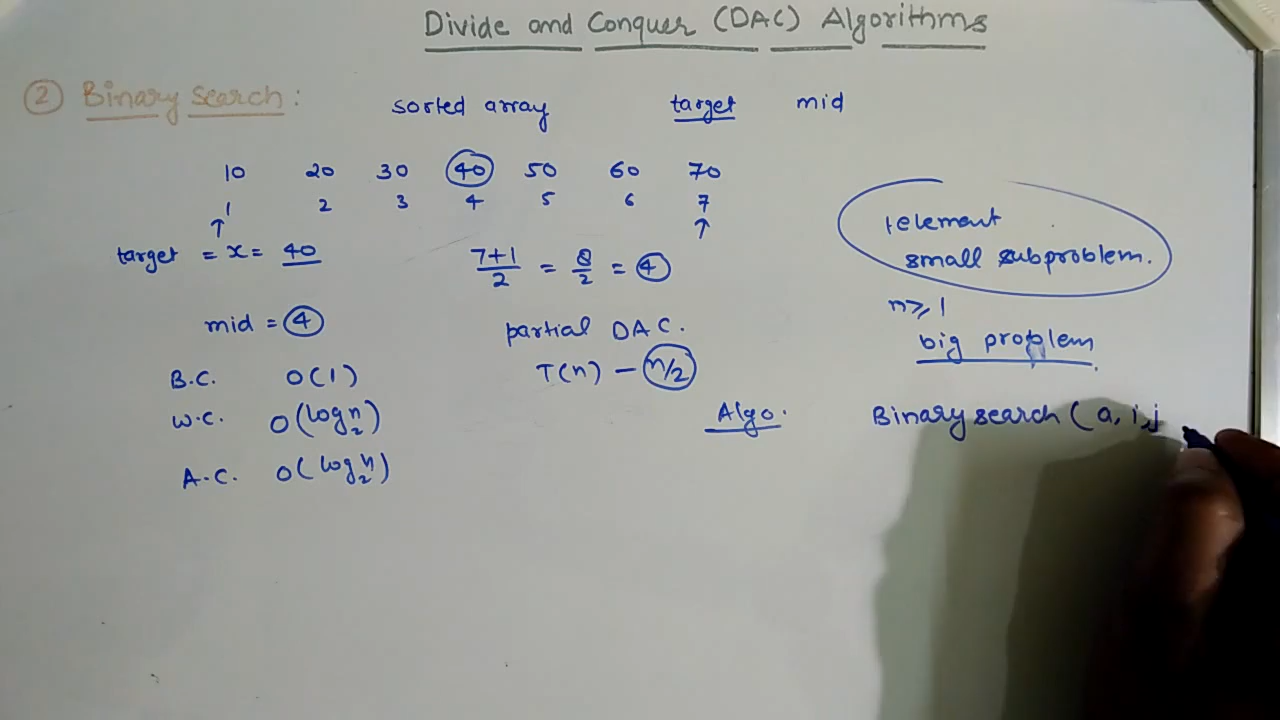 Divide and Conquer (DAC) Algorithms
② Binary Search :
sorted array target mid
10 20 30 40 50 60 70
1 2 3 4 5 6 7
↑ ↑
target = x = 40
7+1/2 = 8/2 = 4
1 element
small subproblem.
mid = 4
partial DAC.
n ≥ 1
big problem
B.C. O(1)
T(n) - n/2
W.C. O(log₂n)
Algo. Binary search (a, i, j
A.C. O(log₂n)